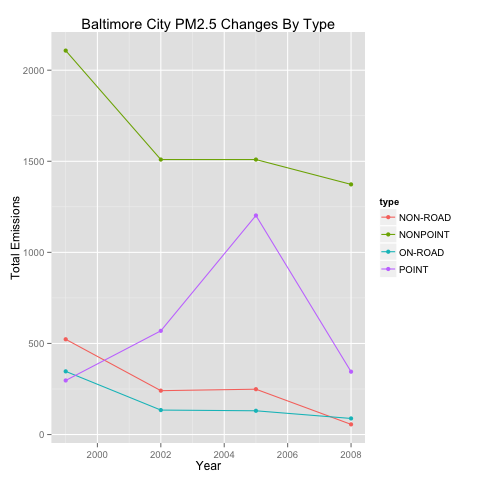 Baltimore City PM2.5 Changes By Type
2000
1500
1000
500
0
Total Emissions
2000
2002
2004
2006
2008
Year
type
NON-ROAD
NONPOINT
ON-ROAD
POINT